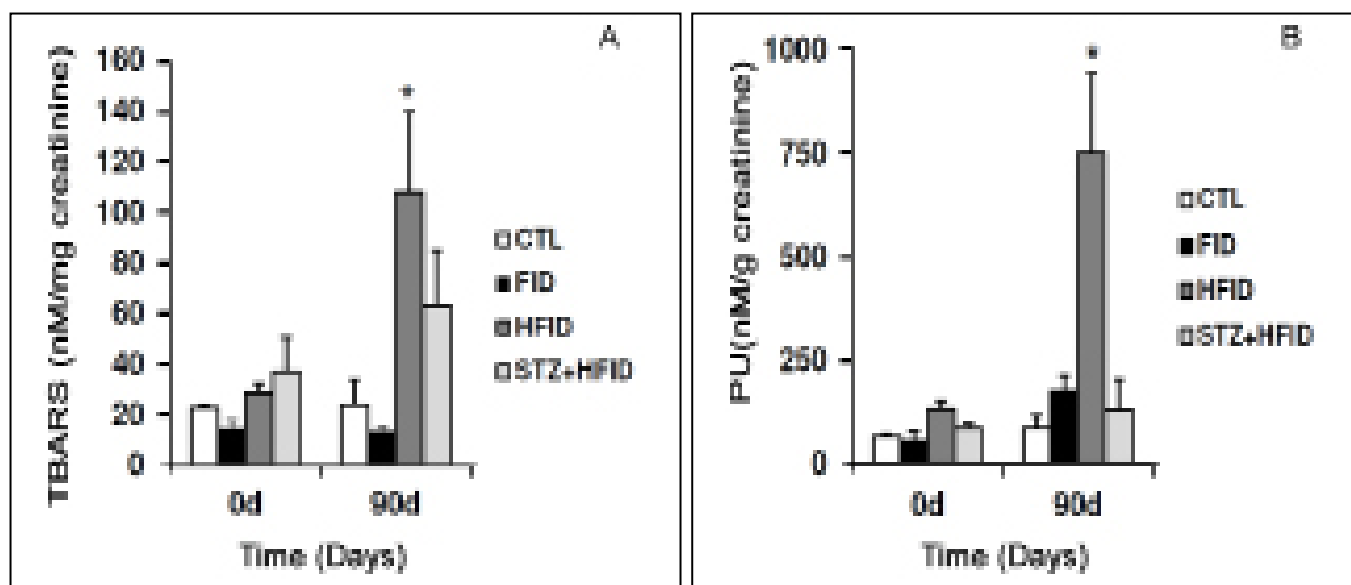 A
TBARS (nM/mg creatinine)
160
140
120
100
80
60
40
20
0
*
0d
90d
Time (Days)
CTL
FID
HFID
STZ+HFID
B
PU(nM/g creatinine)
1000
750
500
250
0
*
0d
90d
Time (Days)
CTL
FID
HFID
STZ+HFID